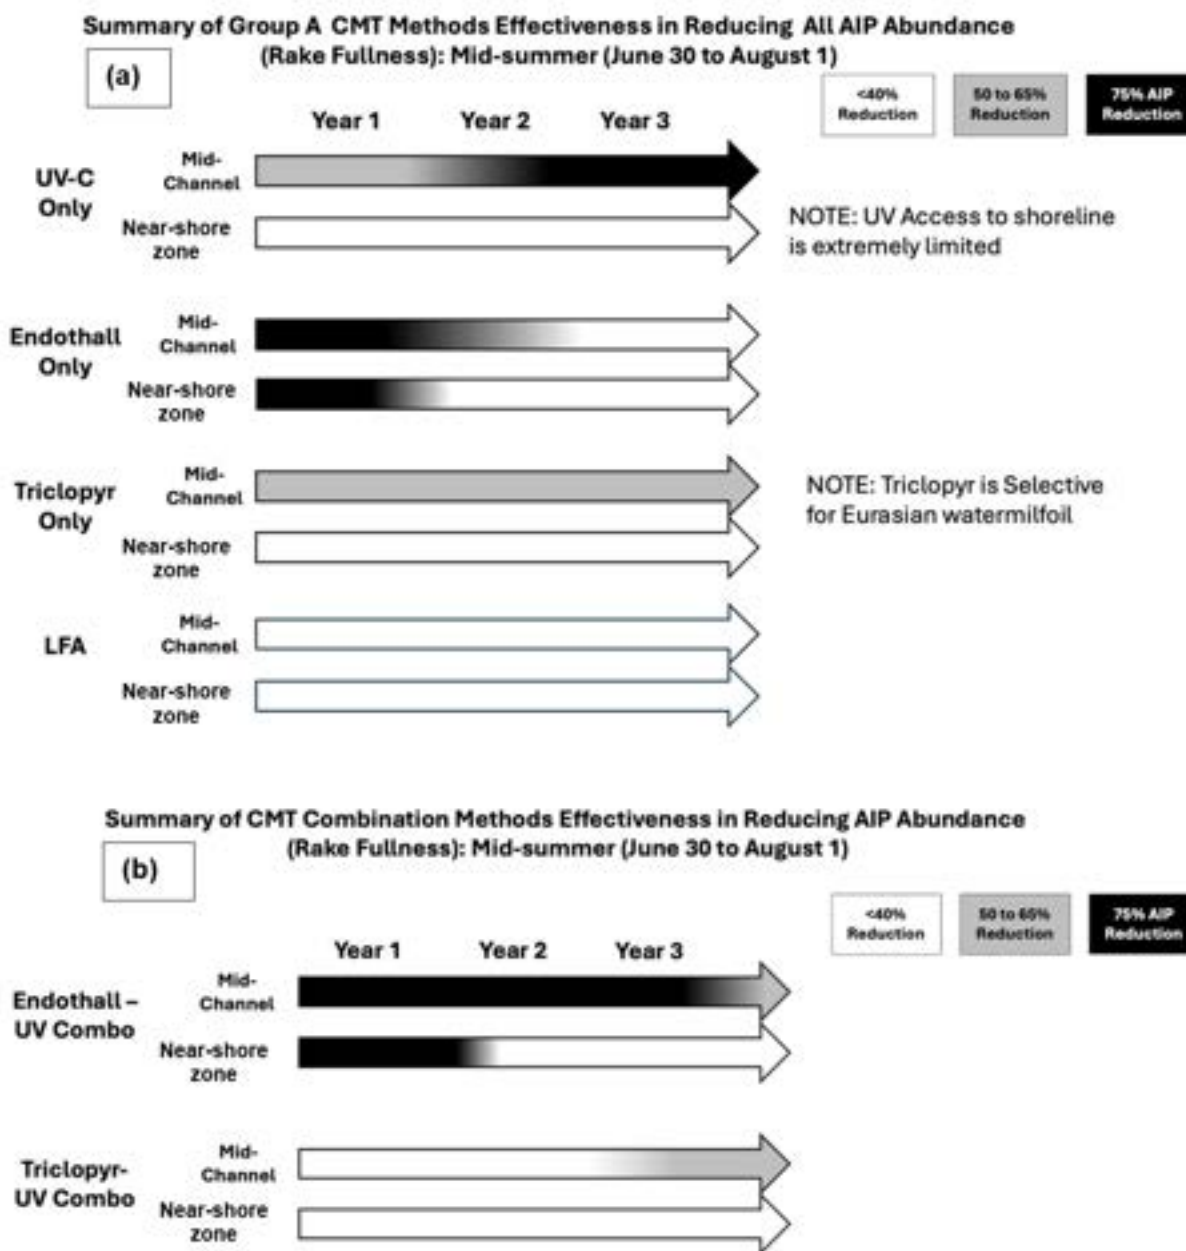 Summary of Group A CMT Methods Effectiveness in Reducing All AIP Abundance
(Rake Fullness): Mid-summer (June 30 to August 1)
(a)
<40%
Reduction
50 to 65%
Reduction
75% AIP
Reduction
Year 1
Year 2
Year 3
UV-C
Only
Mid-
Channel
Near-shore
zone
NOTE: UV Access to shoreline
is extremely limited
Endothall
Only
Mid-
Channel
Near-shore
zone
Triclopyr
Only
Mid-
Channel
Near-shore
zone
NOTE: Triclopyr is Selective
for Eurasian watermilfoil
LFA
Mid-
Channel
Near-shore
zone
Summary of CMT Combination Methods Effectiveness in Reducing AIP Abundance
(Rake Fullness): Mid-summer (June 30 to August 1)
(b)
<40%
Reduction
50 to 65%
Reduction
75% AIP
Reduction
Year 1
Year 2
Year 3
Endothall –
UV Combo
Mid-
Channel
Near-shore
zone
Triclopyr-
UV Combo
Mid-
Channel
Near-shore
zone